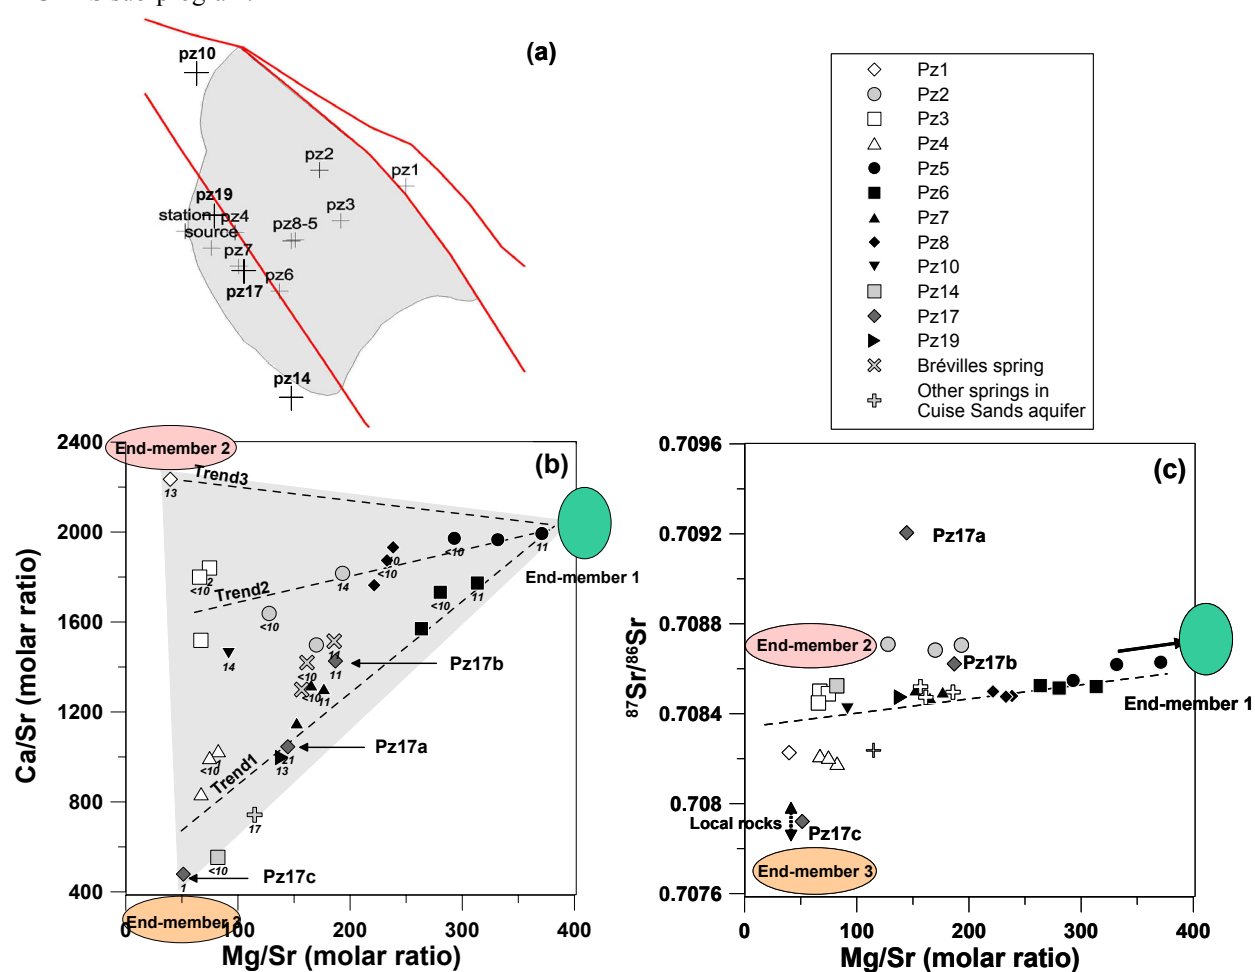 (a)
pz10
pz2
pz1
pz19
pz3
station
pz4
source
pz8-5
pz7
pz6
pz17
pz14
Pz1
Pz2
Pz3
Pz4
Pz5
Pz6
Pz7
Pz8
Pz10
Pz14
Pz17
Pz19
Brévilles spring
Other springs in
Cuise Sands aquifer
(b)
Ca/Sr (molar ratio)
2400
2000
1600
1200
800
400
End-member 2
Trend3
13
End-member 1
<10
11
<10
<10
Trend2
14
<10
<10
11
14
11
<10
11
Pz17b
<10
11
Pz17a
21
13
<10
Trend1
17
<10
Pz17c
1
End-member 3
0
100
200
300
400
Mg/Sr (molar ratio)
(c)
87Sr/86Sr
0.7096
0.7092
0.7088
0.7084
0.708
0.7076
Pz17a
End-member 2
Pz17b
End-member 1
Local rocks
Pz17c
End-member 3
0
100
200
300
400
Mg/Sr (molar ratio)